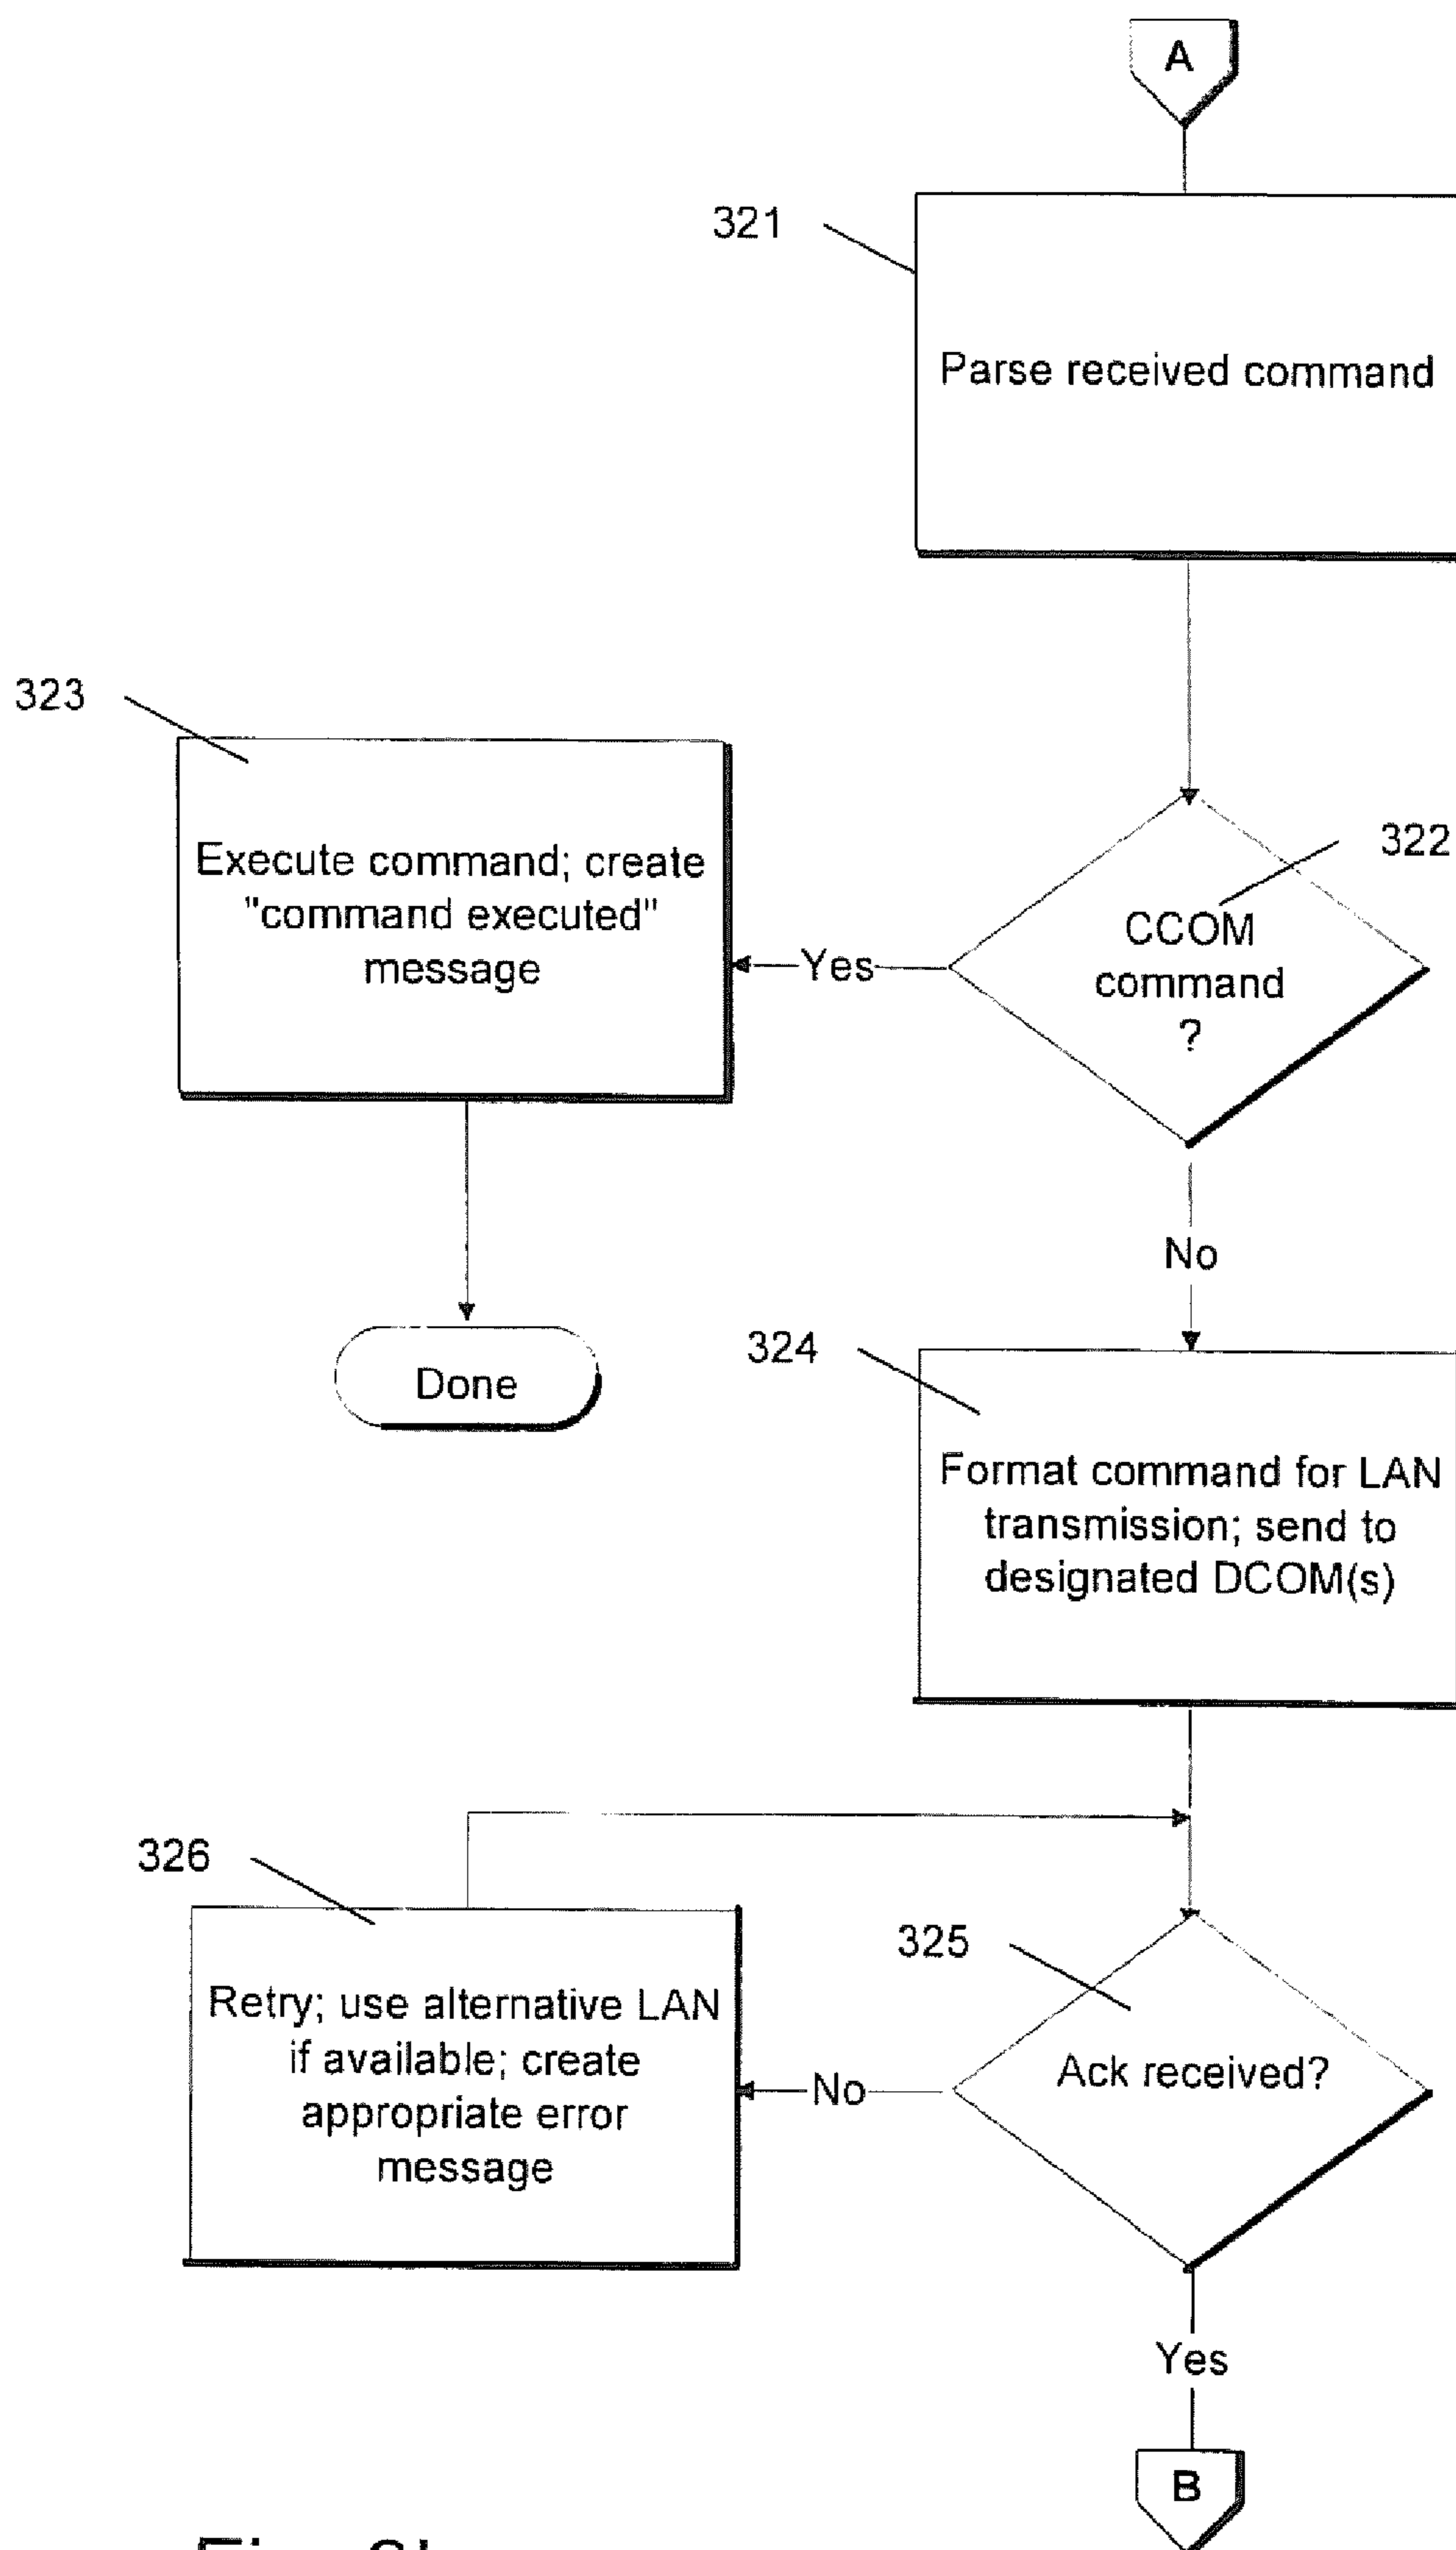 A
321
Parse received command
323
Execute command; create
"command executed"
message
322
CCOM
command
?
Yes
No
Done
324
Format command for LAN
transmission; send to
designated DCOM(s)
326
Retry; use alternative LAN
if available; create
appropriate error
message
325
Ack received?
No
Yes
B